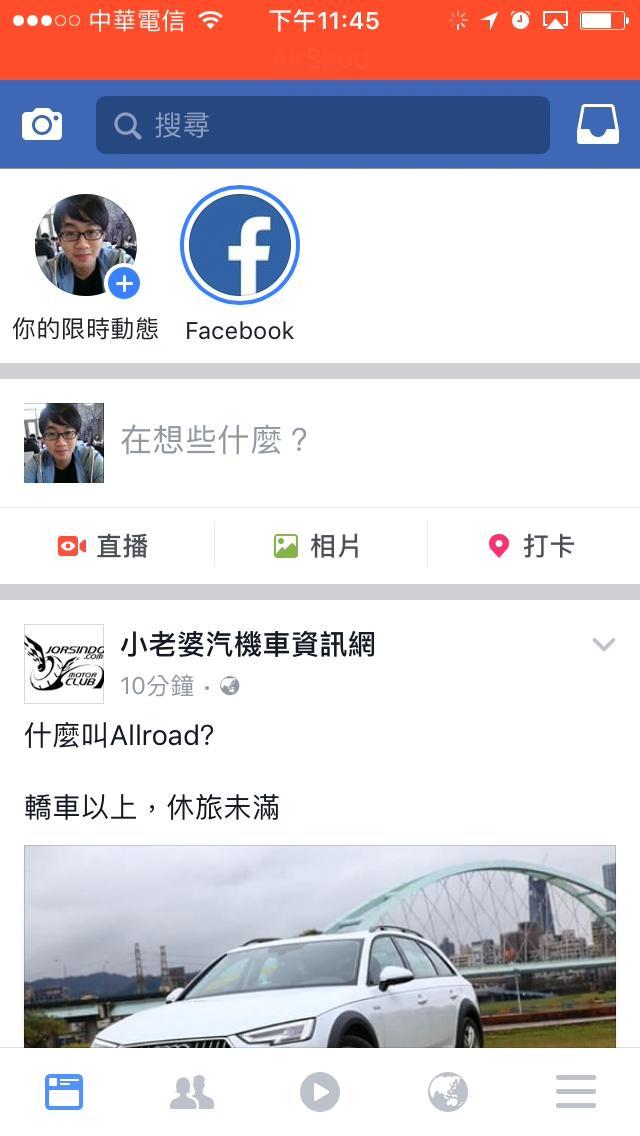 中華電信 下午11:45
AirShou
搜尋
你的限時動態 Facebook
在想些什麼？
直播 相片 打卡
JORSINDO
.COM
MOTOR
CLUB
小老婆汽機車資訊網
10分鐘 ·
什麼叫Allroad?
轎車以上，休旅未滿